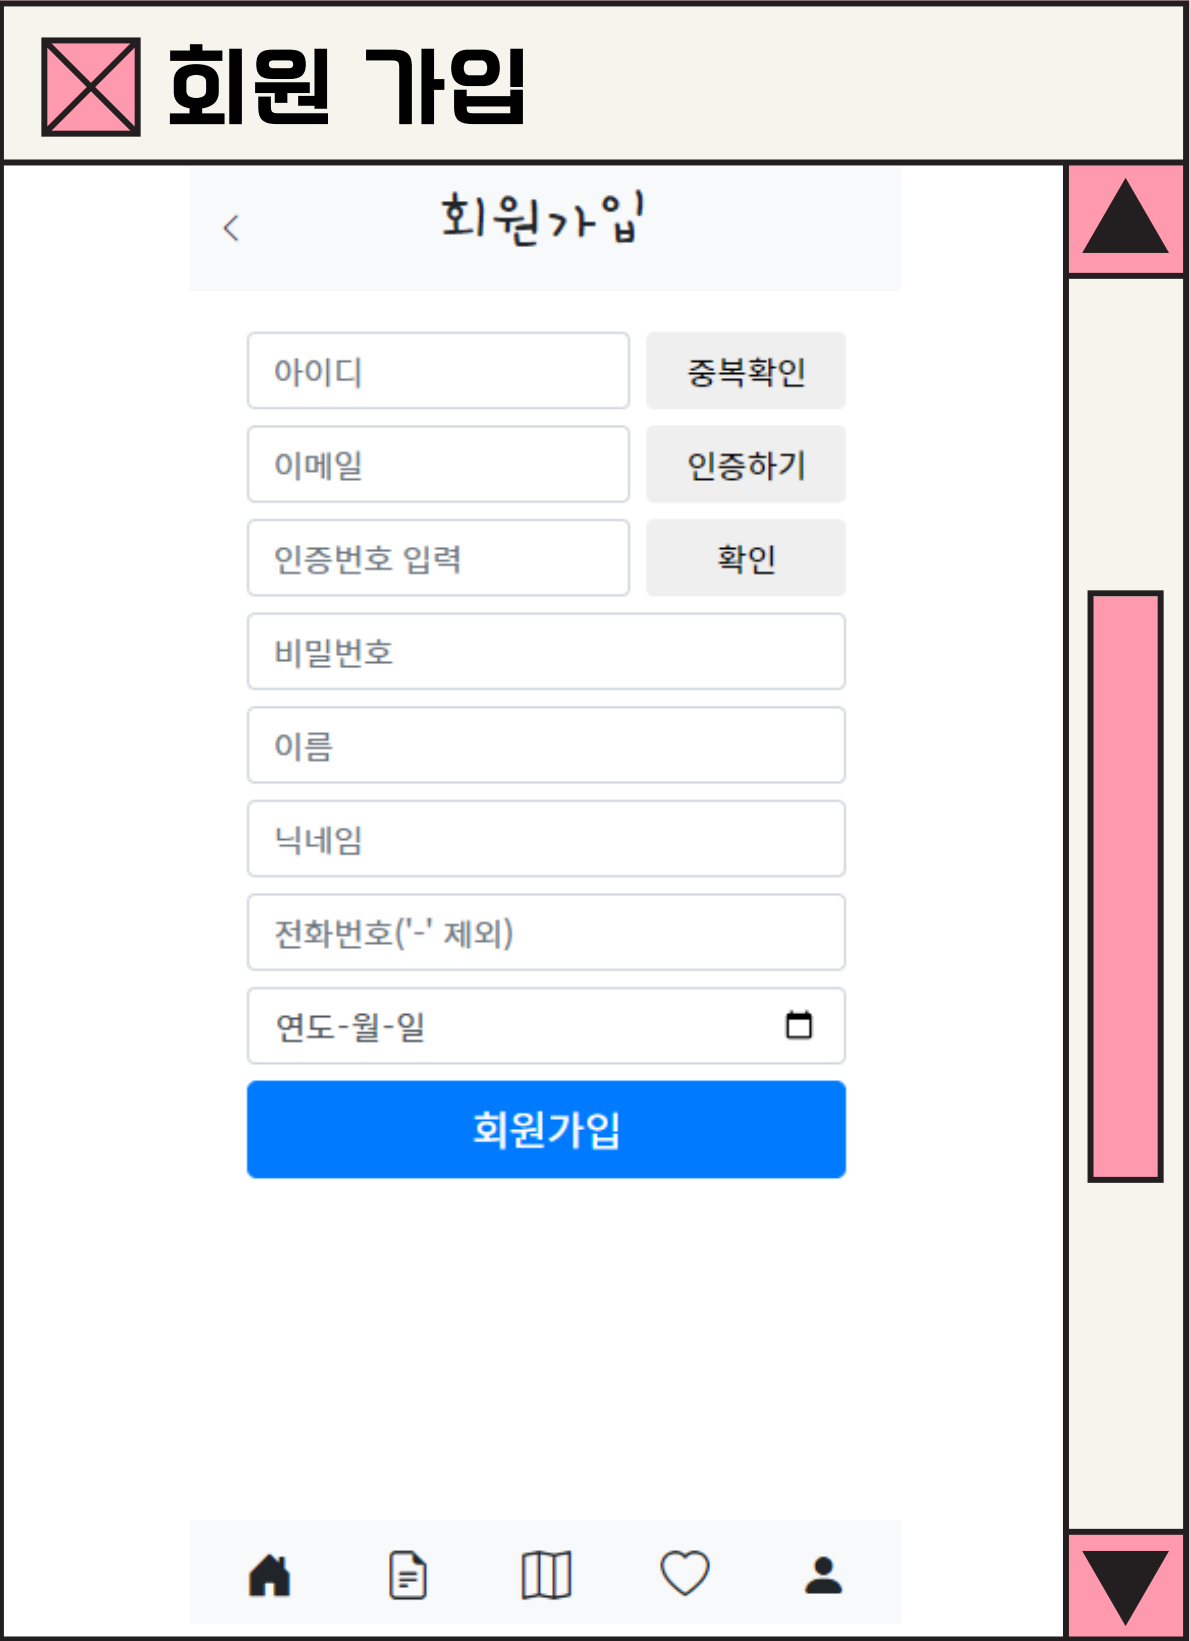 회원 가입
회원가입
아이디
중복확인
이메일
인증하기
인증번호 입력
확인
비밀번호
이름
닉네임
전화번호('-' 제외)
연도-월-일
회원가입